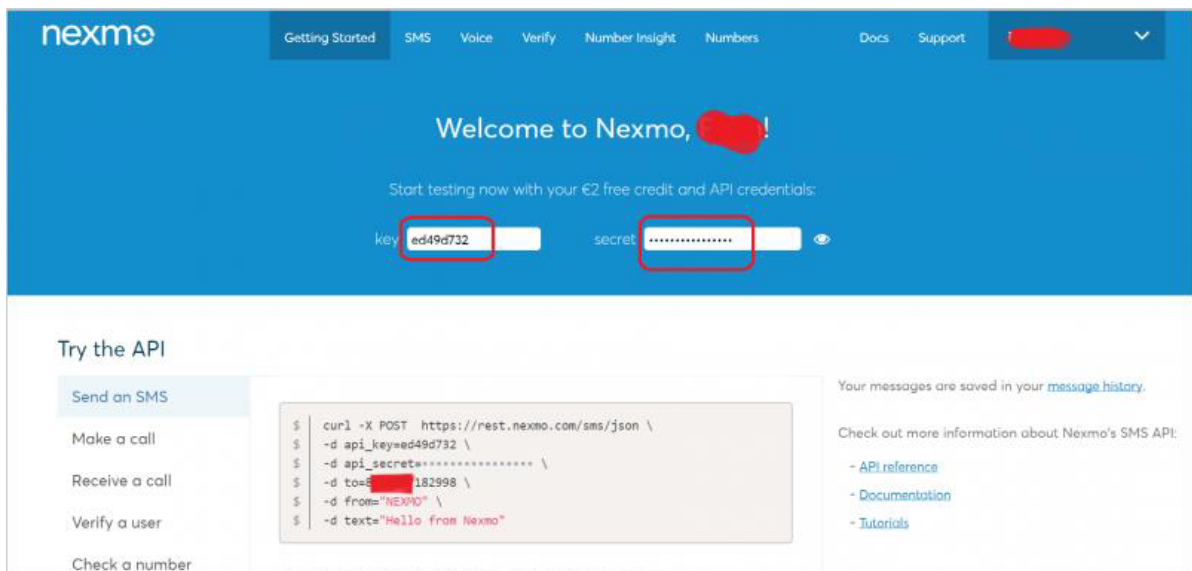 nexmo
Getting Started SMS Voice Verify Number Insight Numbers Docs Support
Welcome to Nexmo, !
Start testing now with your €2 free credit and API credentials:
key ed49d732 secret ••••••••••••••••
Try the API
Send an SMS
Make a call
Receive a call
Verify a user
Check a number
$ curl -X POST https://rest.nexmo.com/sms/json \
$ -d api_key=ed49d732 \
$ -d api_secret=•••••••••••••••• \
$ -d to=8 182998 \
$ -d from="NEXMO" \
$ -d text="Hello from Nexmo"
Your messages are saved in your message history.
Check out more information about Nexmo's SMS API:
- API reference
- Documentation
- Tutorials